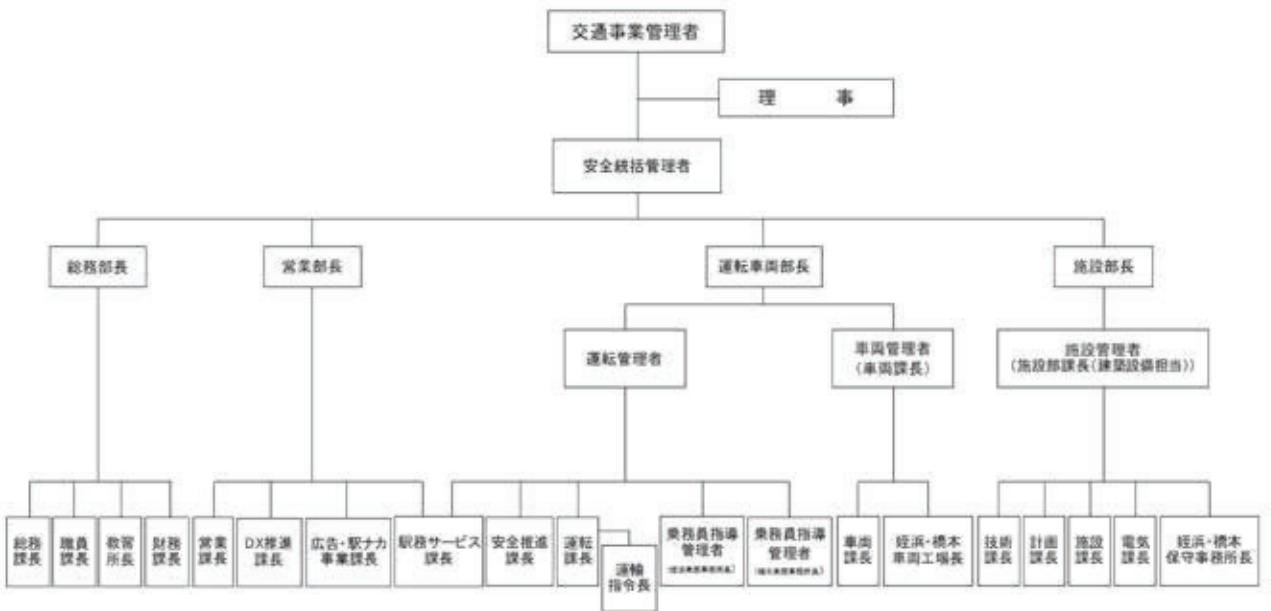 交通事業管理者
理　　事
安全統括管理者
総務部長
営業部長
運転車両部長
施設部長
運転管理者
車両管理者
(車両課長)
施設管理者
(施設部課長(建築設備担当))
総務
課長
職員
課長
教習
所長
財務
課長
営業
課長
DX推進
課長
広告・駅ナカ
事業課長
駅務サービス
課長
安全推進
課長
運転
課長
運輸
指令長
乗務員指導
管理者
乗務員指導
管理者
車両
課長
姪浜・橋本
車両工場長
技術
課長
計画
課長
施設
課長
電気
課長
姪浜・橋本
保守事務所長